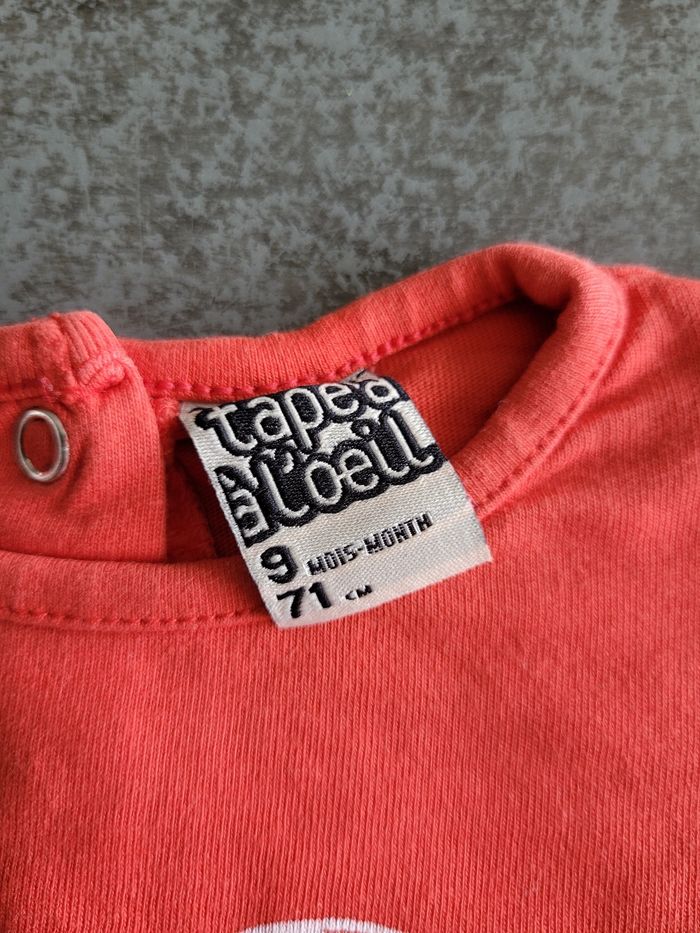 tape à
l'oeil
9 MOIS-MONTH
71 CM